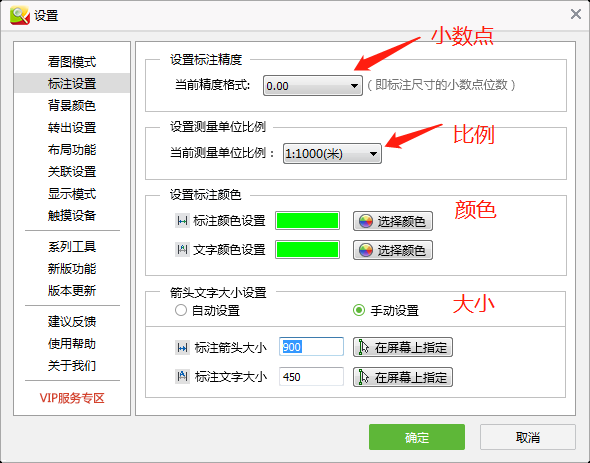 设置
小数点
看图模式
标注设置
背景颜色
转出设置
布局功能
关联设置
显示模式
触摸设备
系列工具
新版功能
版本更新
建议反馈
使用帮助
关于我们
VIP服务专区
设置标注精度
当前精度格式: 0.00 (即标注尺寸的小数点位数)
设置测量单位比例
比例
当前测量单位比例: 1:1000(米)
设置标注颜色
颜色
标注颜色设置 选择颜色
文字颜色设置 选择颜色
箭头文字大小设置
大小
自动设置 手动设置
标注箭头大小 900 在屏幕上指定
标注文字大小 450 在屏幕上指定
确定 取消